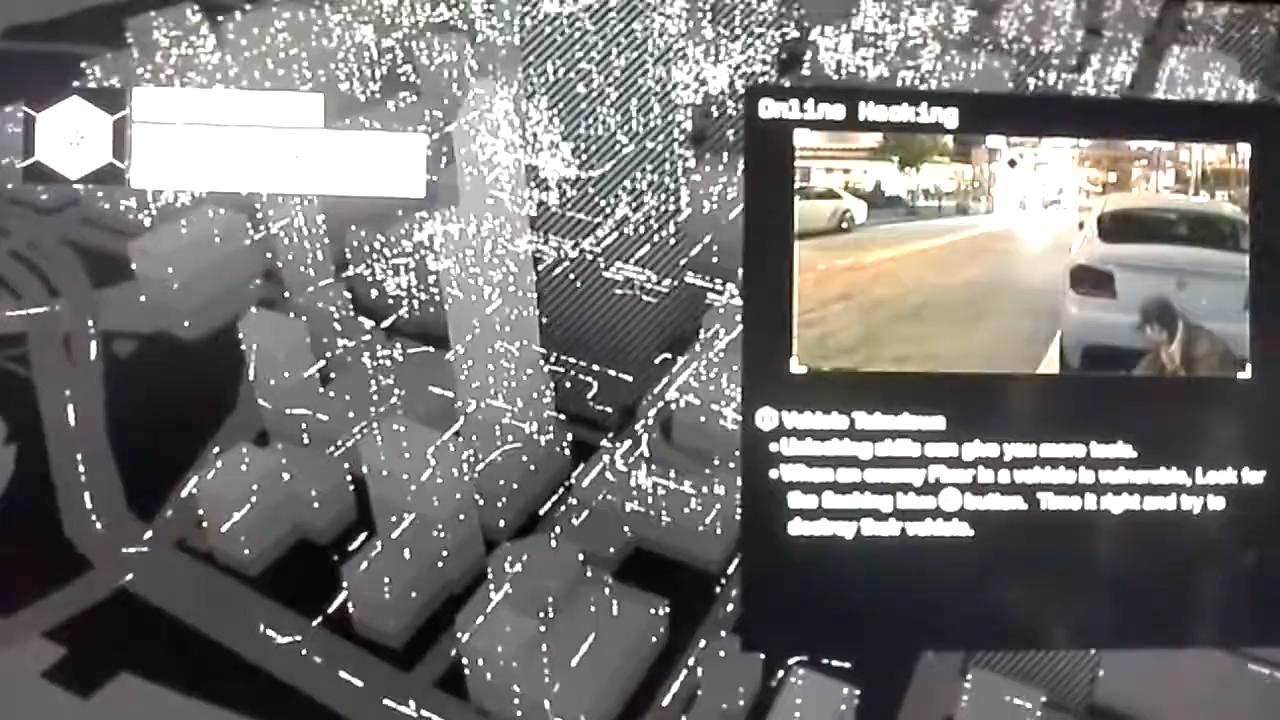 Online Hacking
Vehicle Takedown
• Unlocking skills can give you more tools.
• When an enemy Fixer in a vehicle is vulnerable, Look for
the flashing blue button. Time it right and try to
destroy their vehicle.